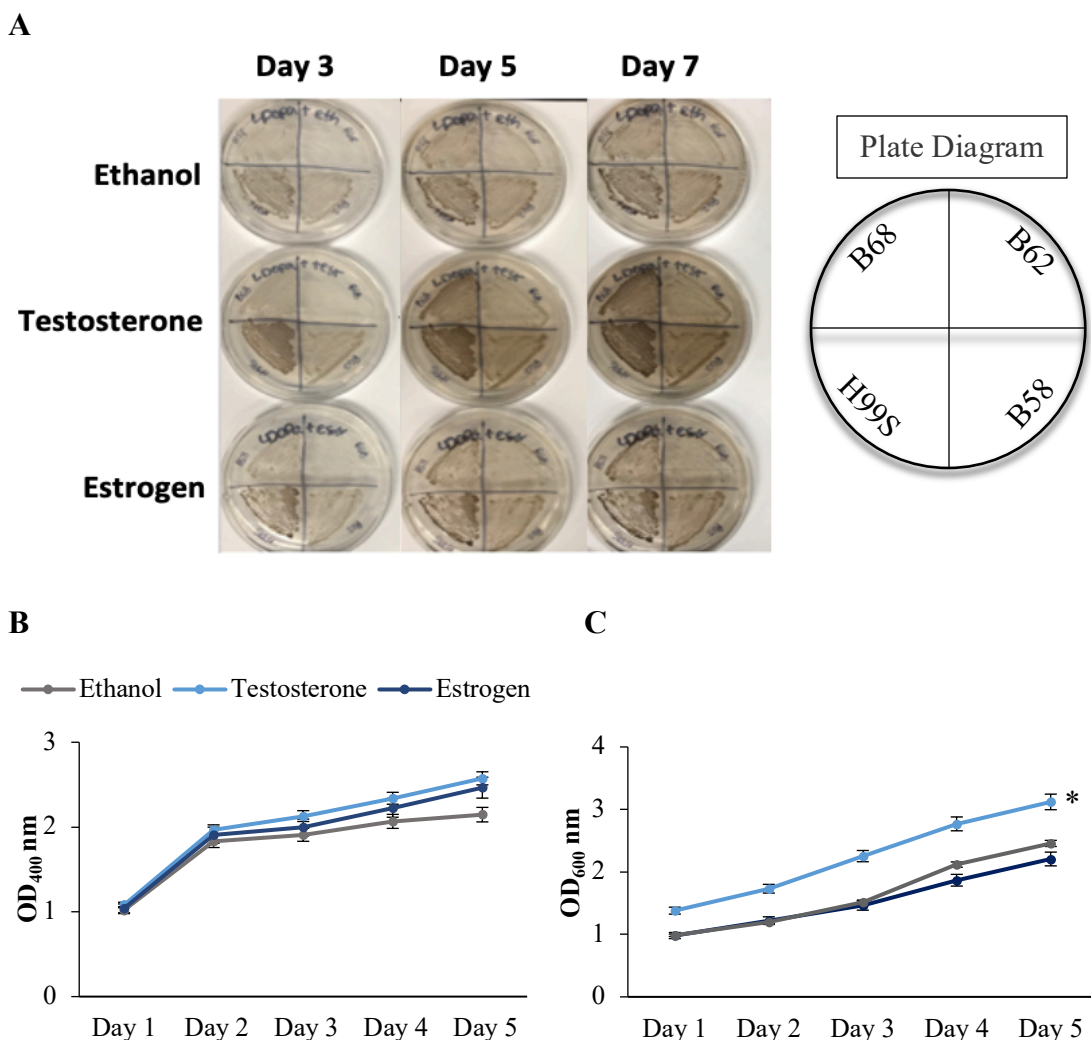 A
Day 3 Day 5 Day 7
Ethanol
Testosterone
Estrogen
Plate Diagram
B68 B62
H99S B58
B
Ethanol Testosterone Estrogen
OD400 nm
3
2
1
0
Day 1 Day 2 Day 3 Day 4 Day 5
C
OD600 nm
4
3
2
1
0
*
Day 1 Day 2 Day 3 Day 4 Day 5